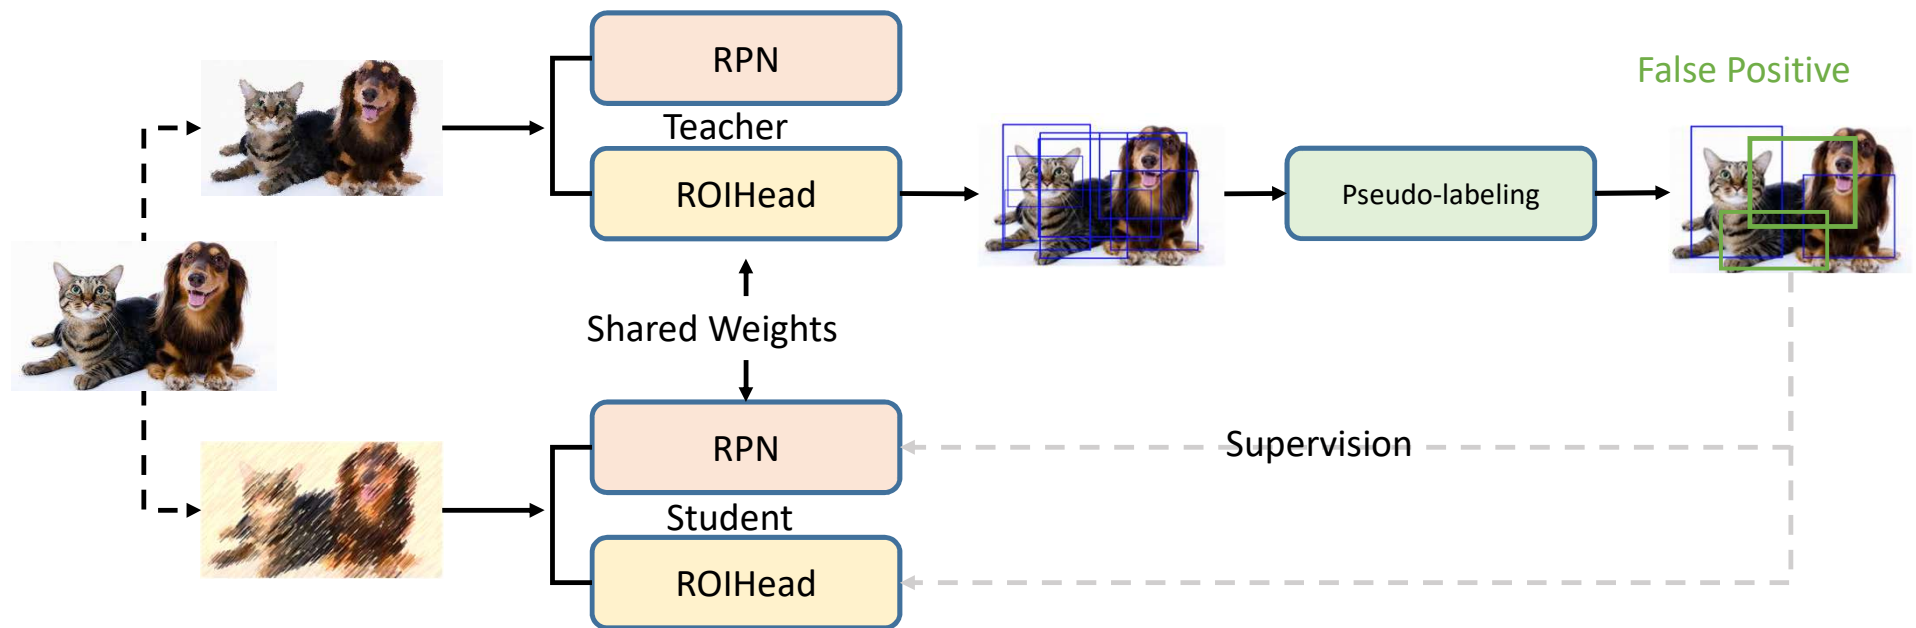 RPN
False Positive
Teacher
ROIHead
Pseudo-labeling
Shared Weights
RPN
Supervision
Student
ROIHead